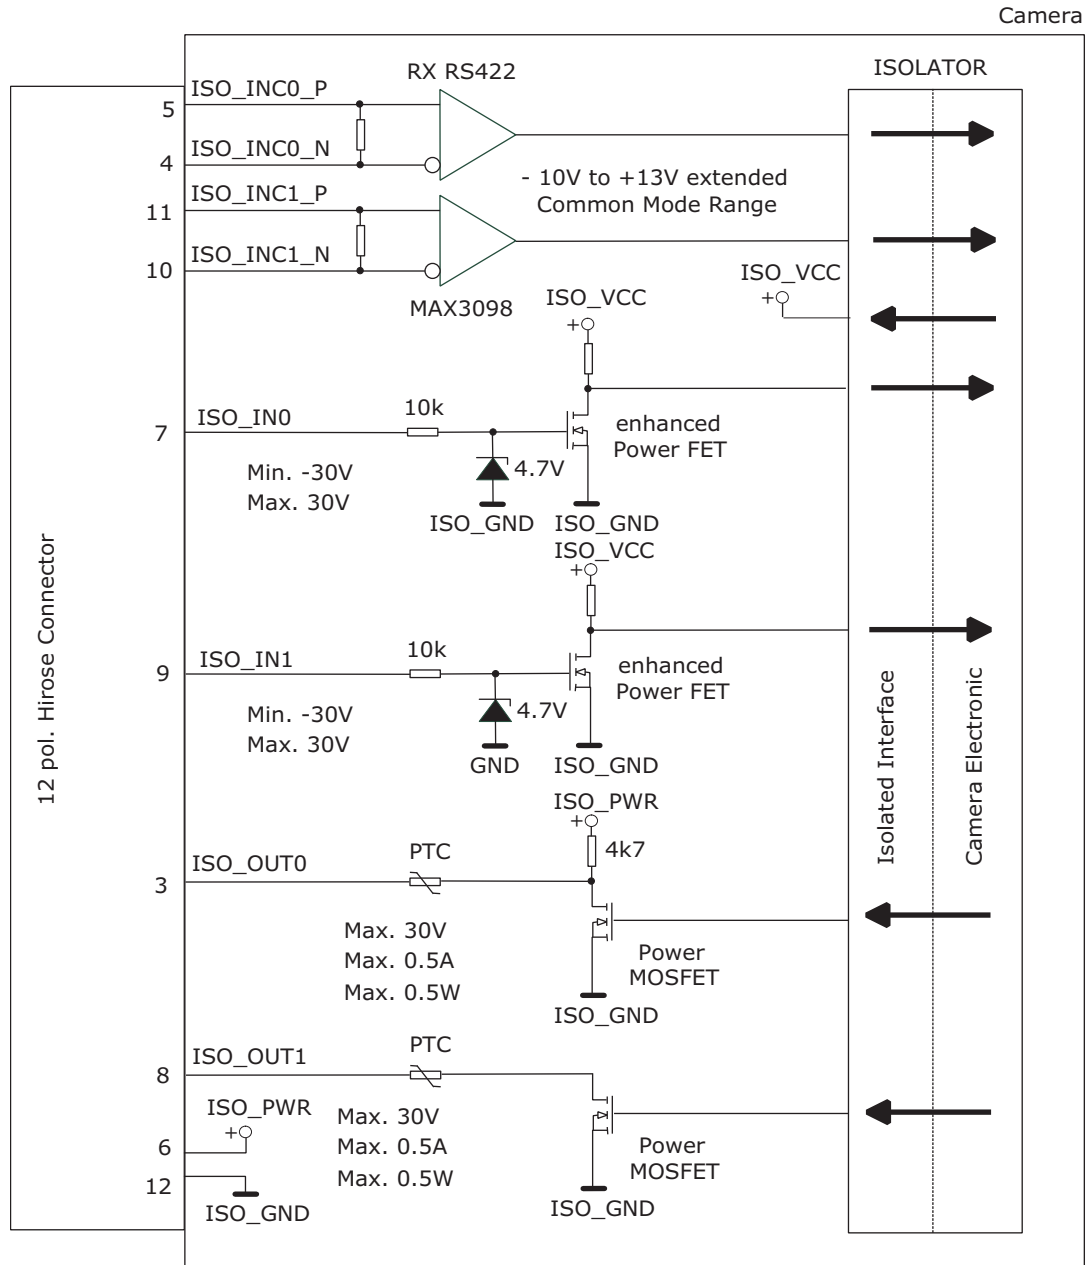 Camera
RX RS422
ISOLATOR
ISO_INC0_P
5
ISO_INC0_N
4
- 10V to +13V extended
Common Mode Range
ISO_INC1_P
11
ISO_INC1_N
10
MAX3098
ISO_VCC
+
ISO_VCC
+
10k
ISO_IN0
7
enhanced
Power FET
Min. -30V
Max. 30V
4.7V
ISO_GND
ISO_GND
ISO_VCC
+
12 pol. Hirose Connector
10k
ISO_IN1
9
enhanced
Power FET
Min. -30V
Max. 30V
4.7V
GND
ISO_GND
Isolated Interface
Camera Electronic
ISO_PWR
+
4k7
PTC
ISO_OUT0
3
Max. 30V
Max. 0.5A
Max. 0.5W
Power
MOSFET
ISO_GND
PTC
ISO_OUT1
8
ISO_PWR
+
6
Max. 30V
Max. 0.5A
Max. 0.5W
Power
MOSFET
12
ISO_GND
ISO_GND